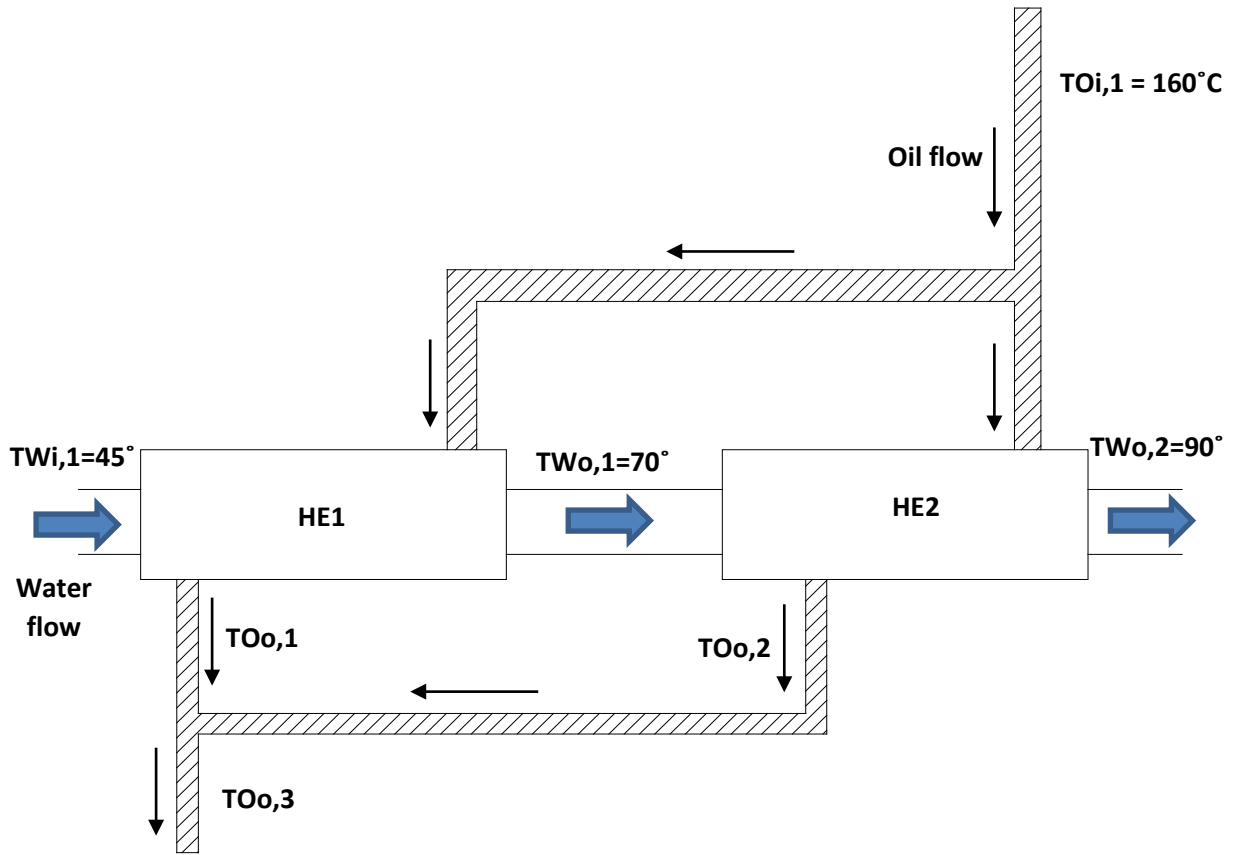 TOi,1 = 160˚C
Oil flow
TWi,1=45˚
TWo,1=70˚
TWo,2=90˚
HE1
HE2
Water
flow
TOo,1
TOo,2
TOo,3